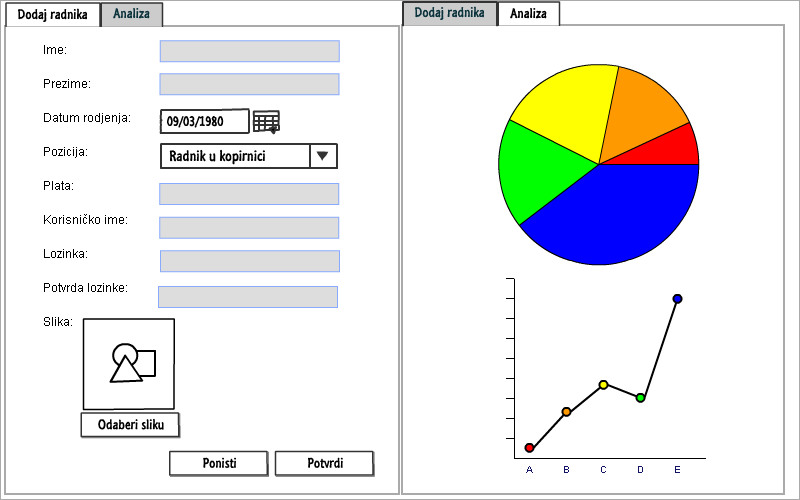 Dodaj radnika
Analiza
Ime:
Prezime:
Datum rodjenja:
09/03/1980
Pozicija:
Radnik u kopirnici
Plata:
Korisničko ime:
Lozinka:
Potvrda lozinke:
Slika:
Odaberi sliku
Ponisti
Potvrdi
Dodaj radnika
Analiza
A B C D E